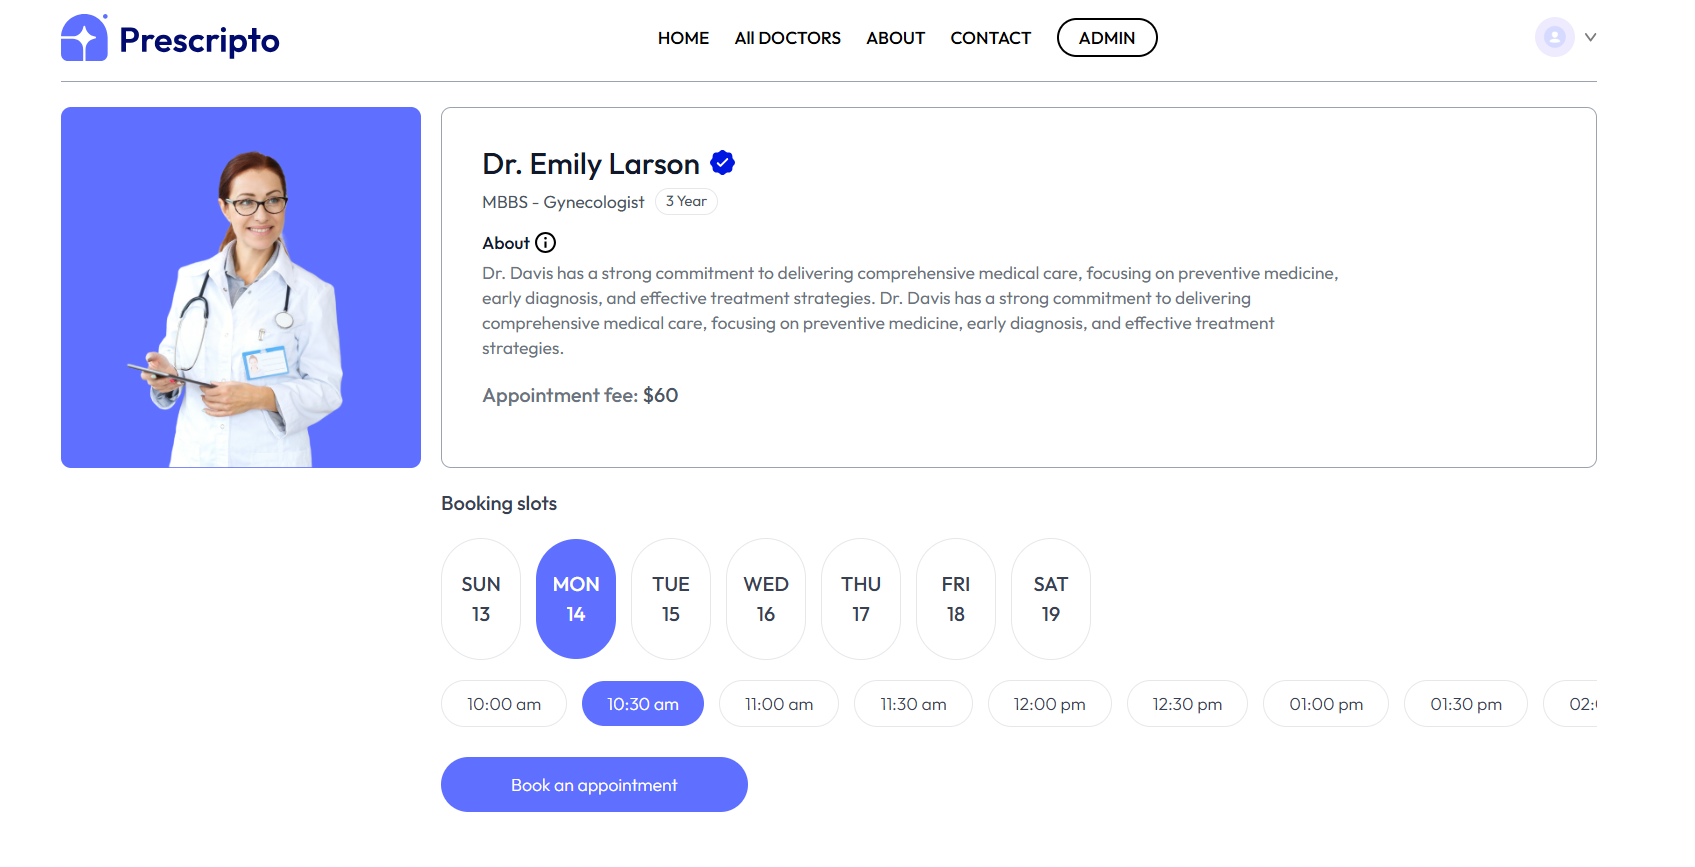 Prescripto
HOME All DOCTORS ABOUT CONTACT ADMIN
Dr. Emily Larson
MBBS - Gynecologist 3 Year
About
Dr. Davis has a strong commitment to delivering comprehensive medical care, focusing on preventive medicine,
early diagnosis, and effective treatment strategies. Dr. Davis has a strong commitment to delivering
comprehensive medical care, focusing on preventive medicine, early diagnosis, and effective treatment
strategies.
Appointment fee: $60
Booking slots
SUN MON TUE WED THU FRI SAT
13 14 15 16 17 18 19
10:00 am 10:30 am 11:00 am 11:30 am 12:00 pm 12:30 pm 01:00 pm 01:30 pm
Book an appointment